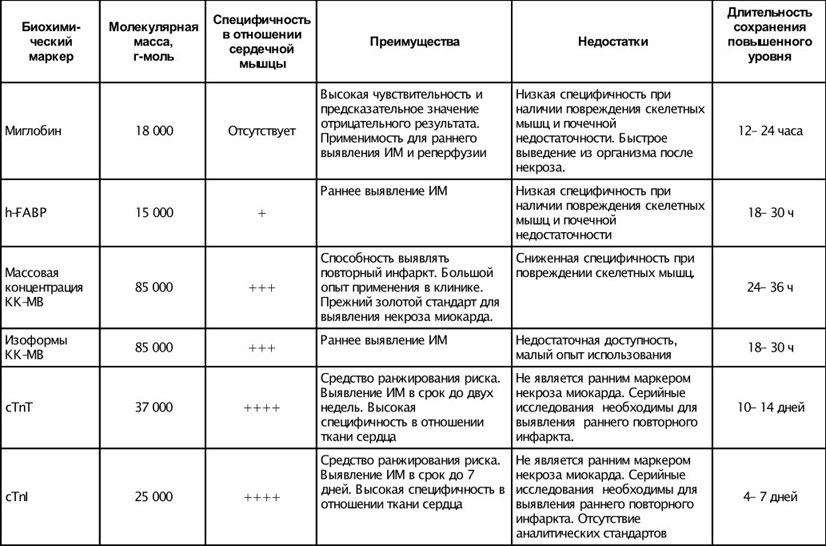 Биохими-
ческий
маркер
Молекулярная
масса,
г-моль
Специфичность
в отношении
сердечной
мышцы
Преимущества
Недостатки
Длительность
сохранения
повышенного
уровня
Миглобин
18 000
Отсутствует
Высокая чувствительность и
предсказательное значение
отрицательного результата.
Применимость для раннего
выявления ИМ и реперфузии
Низкая специфичность при
наличии повреждения скелетных
мышц и почечной
недостаточности. Быстрое
выведение из организма после
некроза.
12– 24 часа
h-FABP
15 000
+
Раннее выявление ИМ
Низкая специфичность при
наличии повреждения скелетных
мышц и почечной
недостаточности
18– 30 ч
Массовая
концентрация
КК-МВ
85 000
+++
Способность выявлять
повторный инфаркт. Большой
опыт применения в клинике.
Прежний золотой стандарт для
выявления некроза миокарда.
Сниженная специфичность при
повреждении скелетных мышц.
24– 36 ч
Изоформы
КК-МВ
85 000
+++
Раннее выявление ИМ
Недостаточная доступность,
малый опыт использования
18– 30 ч
cTnT
37 000
++++
Средство ранжирования риска.
Выявление ИМ в срок до двух
недель. Высокая
специфичность в отношении
ткани сердца
Не является ранним маркером
некроза миокарда. Серийные
исследования необходимы для
выявления раннего повторного
инфаркта.
10– 14 дней
cTnI
25 000
++++
Средство ранжирования риска.
Выявление ИМ в срок до 7
дней. Высокая специфичность в
отношении ткани сердца
Не является ранним маркером
некроза миокарда. Серийные
исследования необходимы для
выявления раннего повторного
инфаркта. Отсутствие
аналитических стандартов
4– 7 дней